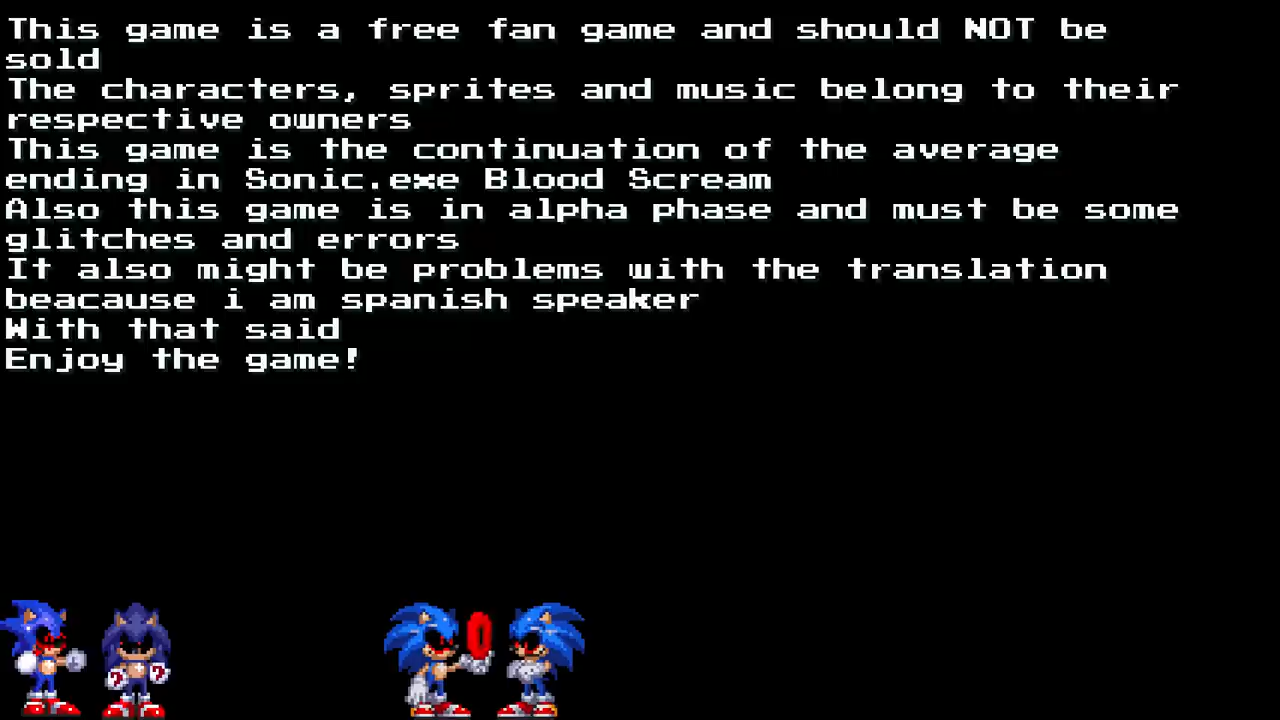 This game is a free fan game and should NOT be
sold
The characters, sprites and music belong to their
respective owners
This game is the continuation of the average
ending in Sonic.exe Blood Scream
Also this game is in alpha phase and must be some
glitches and errors
It also might be problems with the translation
beacause i am spanish speaker
With that said
Enjoy the game!